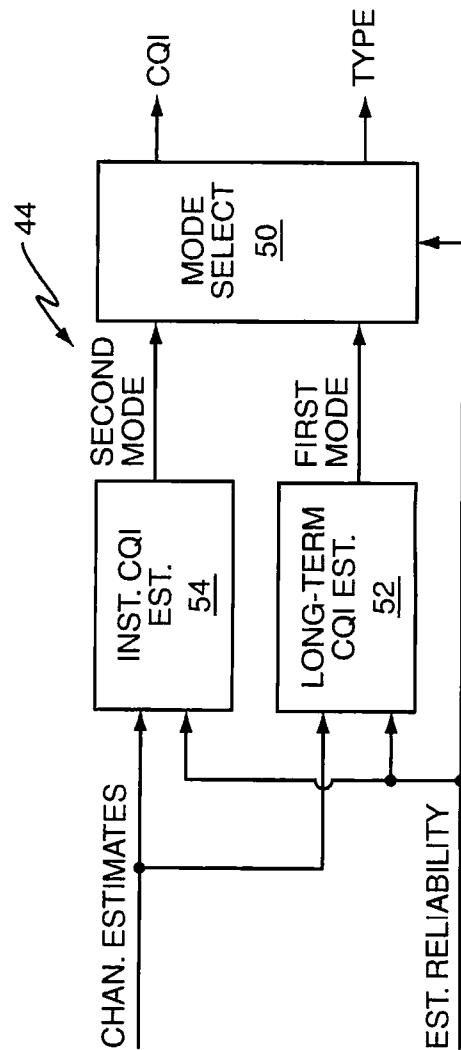 44
CHAN. ESTIMATES
INST. CQI
EST.
54
SECOND
MODE
MODE
SELECT
50
CQI
TYPE
LONG-TERM
CQI EST.
52
FIRST
MODE
EST. RELIABILITY